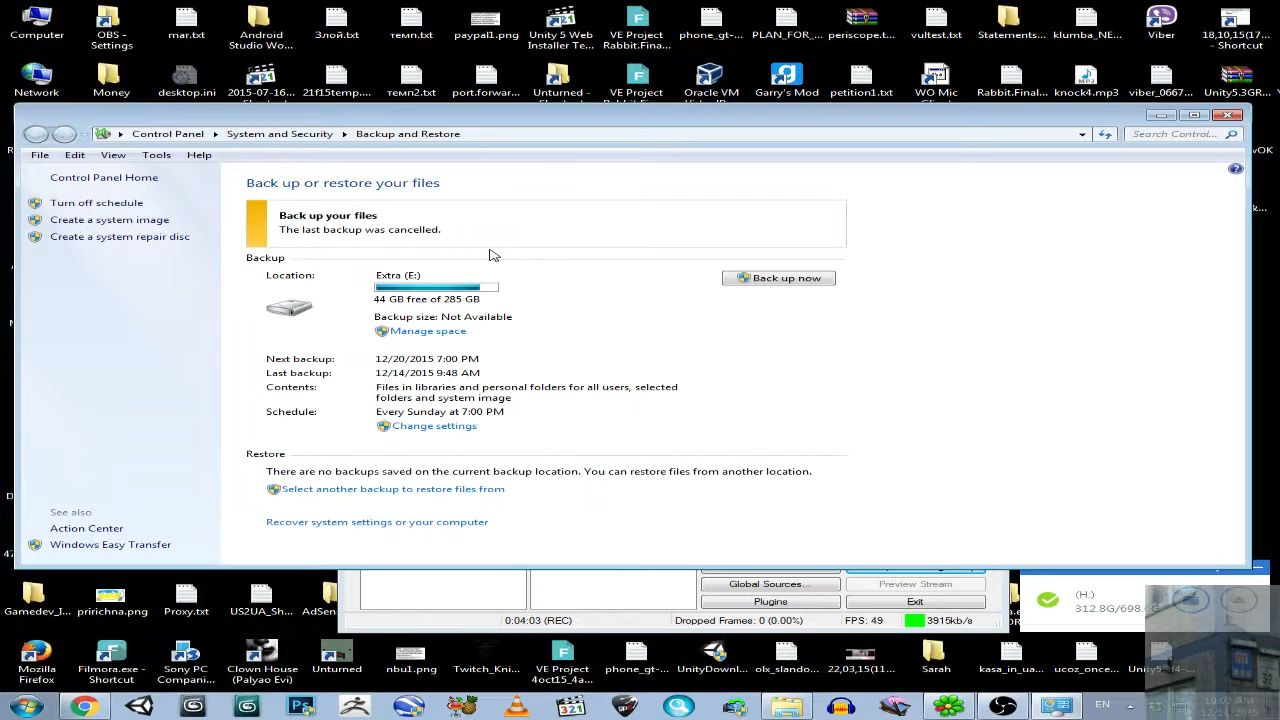 Computer
OBS - Settings
mar.txt
Android Studio Wo...
Злой.txt
темп.txt
paypal1.png
Unity 5 Web Installer Te...
VE Project Rabbit.Fina...
phone_gt-...
PLAN_FOR_...
periscope.t...
vultest.txt
Statements...
klumba_NE...
Viber
18,10,15(17... - Shortcut
Network
Money
desktop.ini
2015-07-16...
21f15temp....
темп2.txt
port.forwar...
Unturned -
VE Project
Oracle VM
Garry's Mod
petition1.txt
WO Mic
Rabbit.Final...
knock4.mp3
viber_0667...
Unity5.3GR...
Control Panel
System and Security
Backup and Restore
Search Control...
File
Edit
View
Tools
Help
Control Panel Home
Turn off schedule
Create a system image
Create a system repair disc
Back up or restore your files
Back up your files
The last backup was cancelled.
Backup
Location:
Extra (E:)
Back up now
44 GB free of 285 GB
Backup size: Not Available
Manage space
Next backup:
12/20/2015 7:00 PM
Last backup:
12/14/2015 9:48 AM
Contents:
Files in libraries and personal folders for all users, selected
folders and system image
Schedule:
Every Sunday at 7:00 PM
Change settings
Restore
There are no backups saved on the current backup location. You can restore files from another location.
Select another backup to restore files from
Recover system settings or your computer
See also
Action Center
Windows Easy Transfer
Global Sources...
Preview Stream
Plugins
Exit
0:04:03 (REC)
Dropped Frames: 0 (0.00%)
FPS: 49
3915kb/s
(H:)
312.8G/698.6G
Gamedev_I...
pririchna.png
Proxy.txt
US2UA_Sh...
AdSen
Mozilla Firefox
Filmora.exe - Shortcut
Sony PC Compani...
Clown House (Palyao Evi)
Unturned
nbu1.png
Twitch_Kni...
VE Project 4oct15_4a...
phone_gt-...
UnityDownl...
olx_slando...
22,03,15(11...
Sarah
kasa_in_ua...
ucoz_once...
Unity5.3f4-...
EN
10:03 AM
12/14/2015